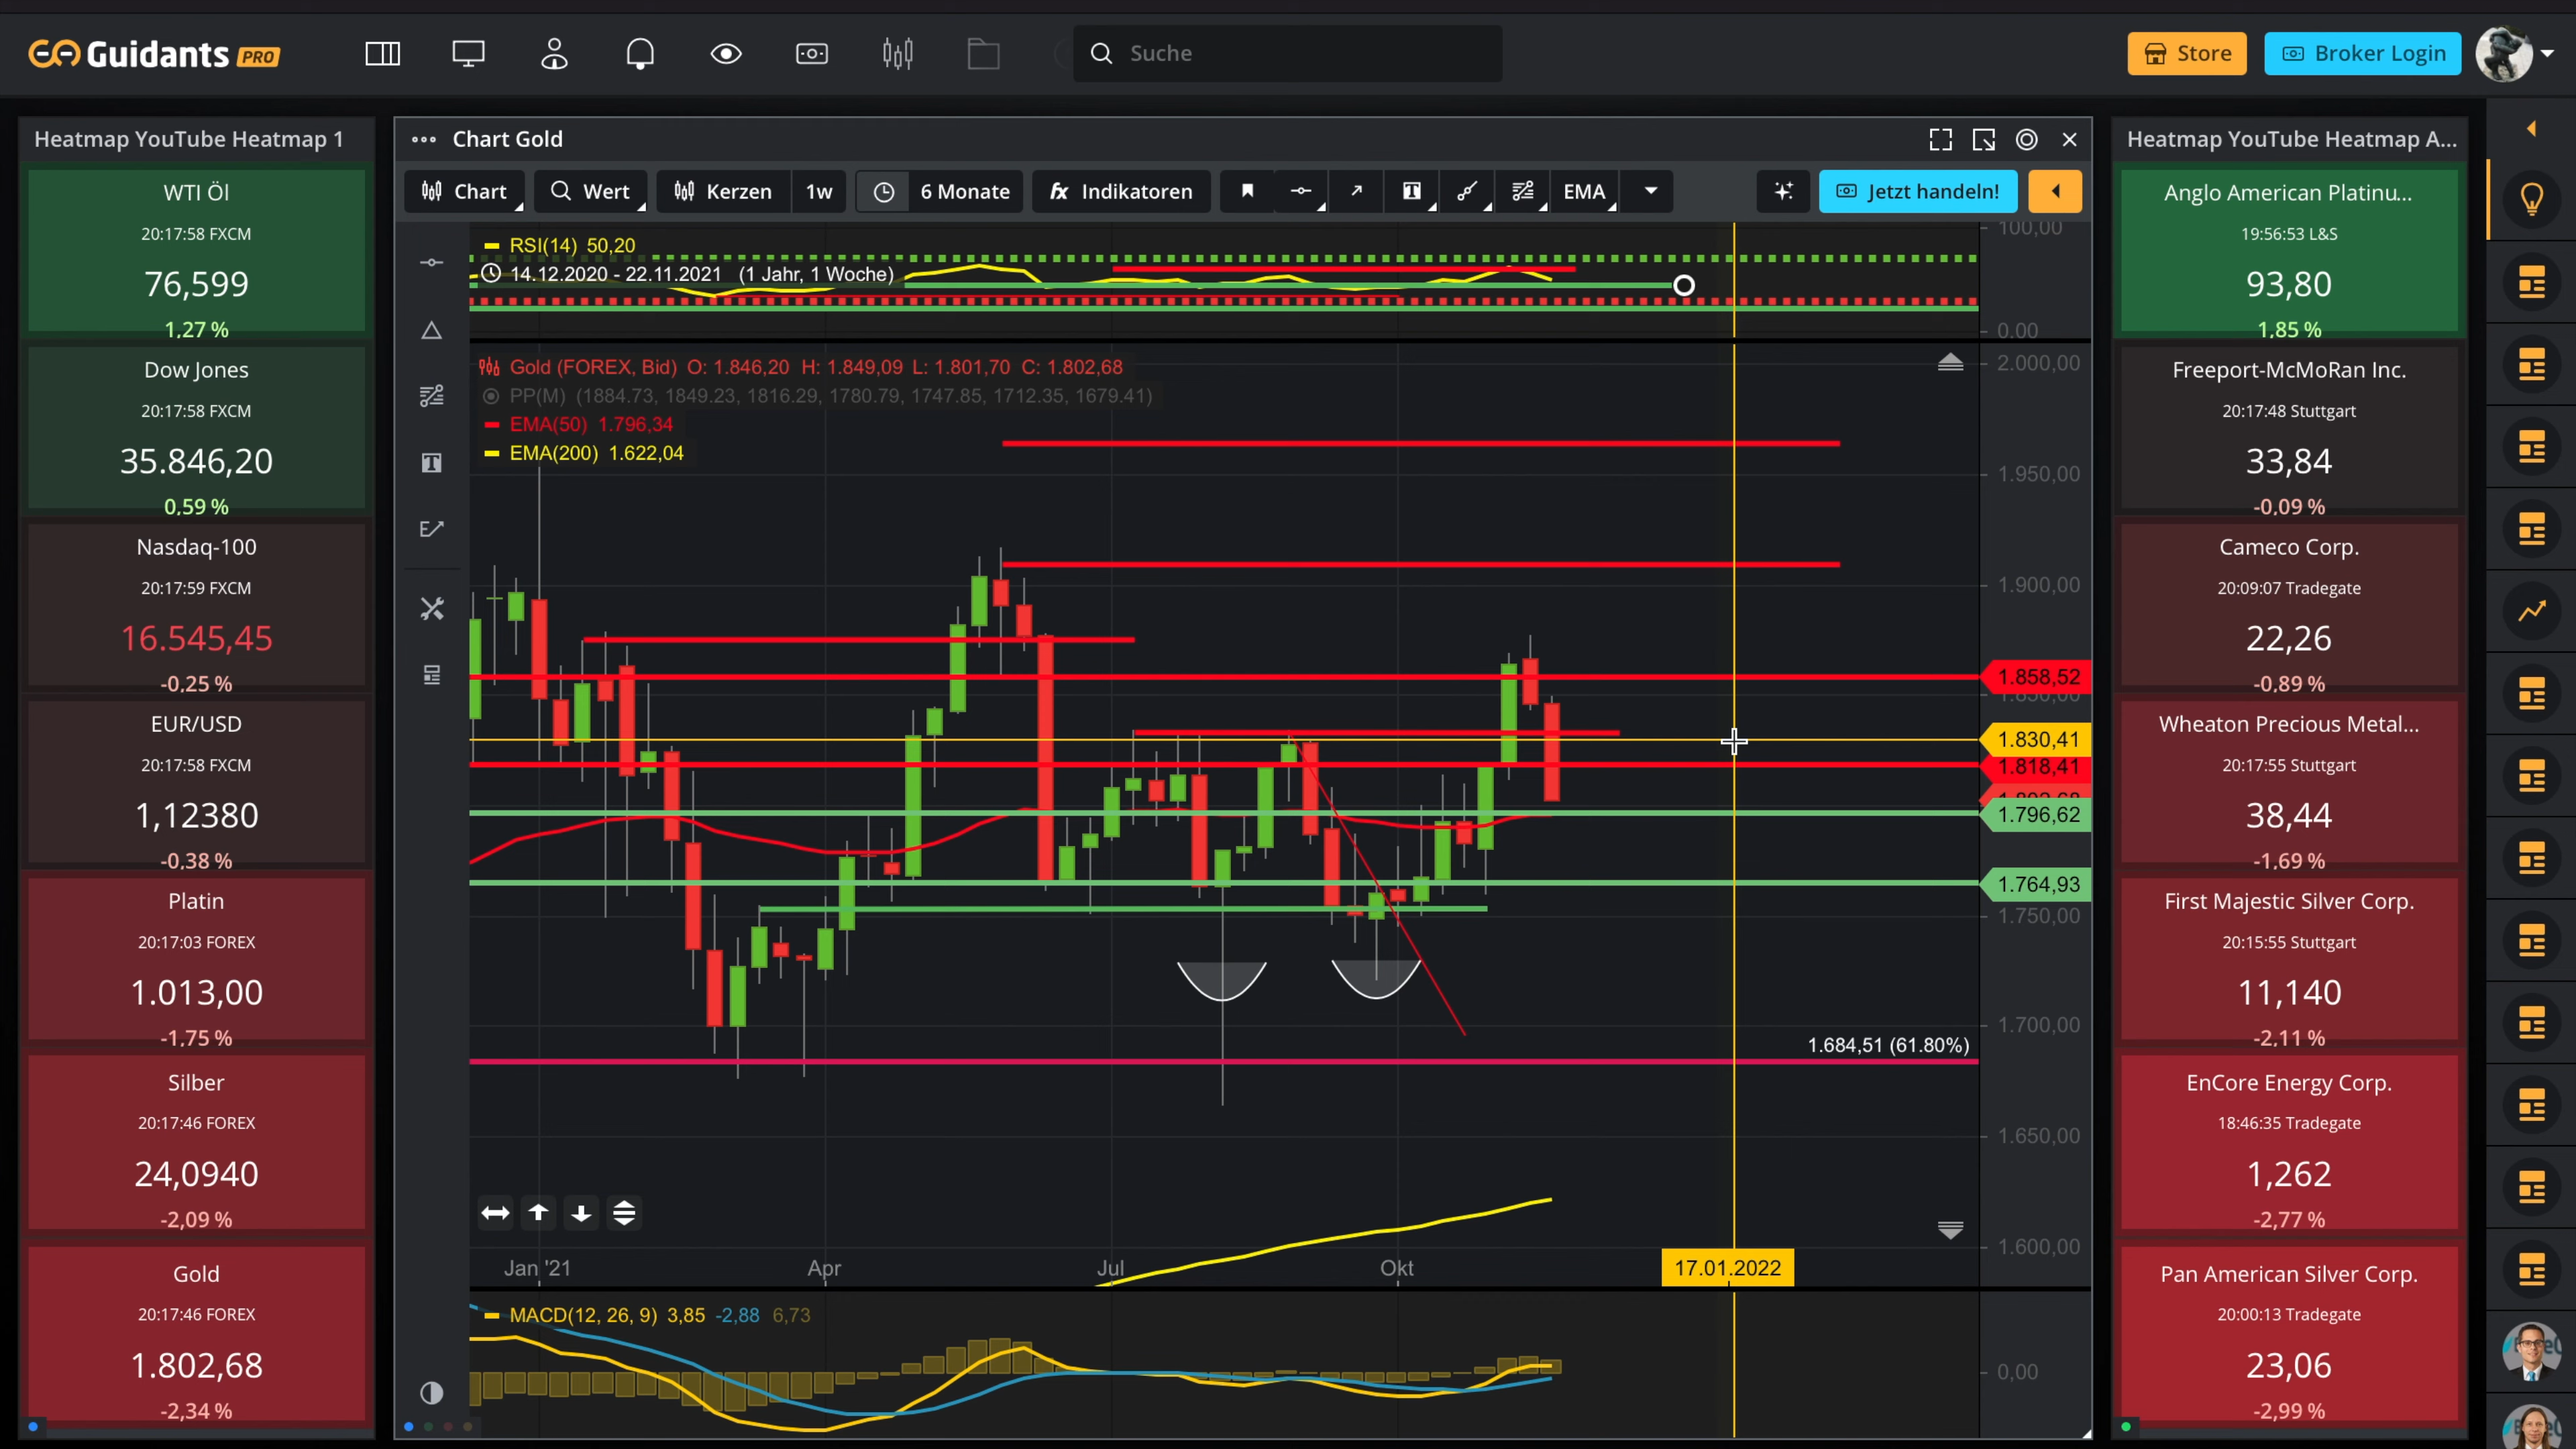 Guidants PRO
Suche
Store
Broker Login
Heatmap YouTube Heatmap 1
WTI Öl
20:17:58 FXCM
76,599
1,27 %
Dow Jones
20:17:58 FXCM
35.846,20
0,59 %
Nasdaq-100
20:17:59 FXCM
16.545,45
-0,25 %
EUR/USD
20:17:58 FXCM
1,12380
-0,38 %
Platin
20:17:03 FOREX
1.013,00
-1,75 %
Silber
20:17:46 FOREX
24,0940
-2,09 %
Gold
20:17:46 FOREX
1.802,68
-2,34 %
Chart Gold
Chart Wert Kerzen 1w 6 Monate fx Indikatoren T EMA Jetzt handeln!
RSI(14) 50,20
14.12.2020 - 22.11.2021 (1 Jahr, 1 Woche)
100,00
0.00
Gold (FOREX, Bid) O: 1.846,20 H: 1.849,09 L: 1.801,70 C: 1.802,68
PP(M) (1884.73, 1849.23, 1816.29, 1780.79, 1747.85, 1712.35, 1679.41)
EMA(50) 1.796,34
EMA(200) 1.622,04
2.000,00
1.950,00
1.900,00
1.858,52
1.850,00
1.830,41
1.818,41
1.796,62
1.764,93
1.750,00
1.700,00
1.684,51 (61.80%)
1.650,00
1.600,00
Jan '21 Apr Jul Okt 17.01.2022
MACD(12, 26, 9) 3,85 -2,88 6,73
0,00
Heatmap YouTube Heatmap A...
Anglo American Platinu...
19:56:53 L&S
93,80
1,85 %
Freeport-McMoRan Inc.
20:17:48 Stuttgart
33,84
-0,09 %
Cameco Corp.
20:09:07 Tradegate
22,26
-0,89 %
Wheaton Precious Metal...
20:17:55 Stuttgart
38,44
-1,69 %
First Majestic Silver Corp.
20:15:55 Stuttgart
11,140
-2,11 %
EnCore Energy Corp.
18:46:35 Tradegate
1,262
-2,77 %
Pan American Silver Corp.
20:00:13 Tradegate
23,06
-2,99 %